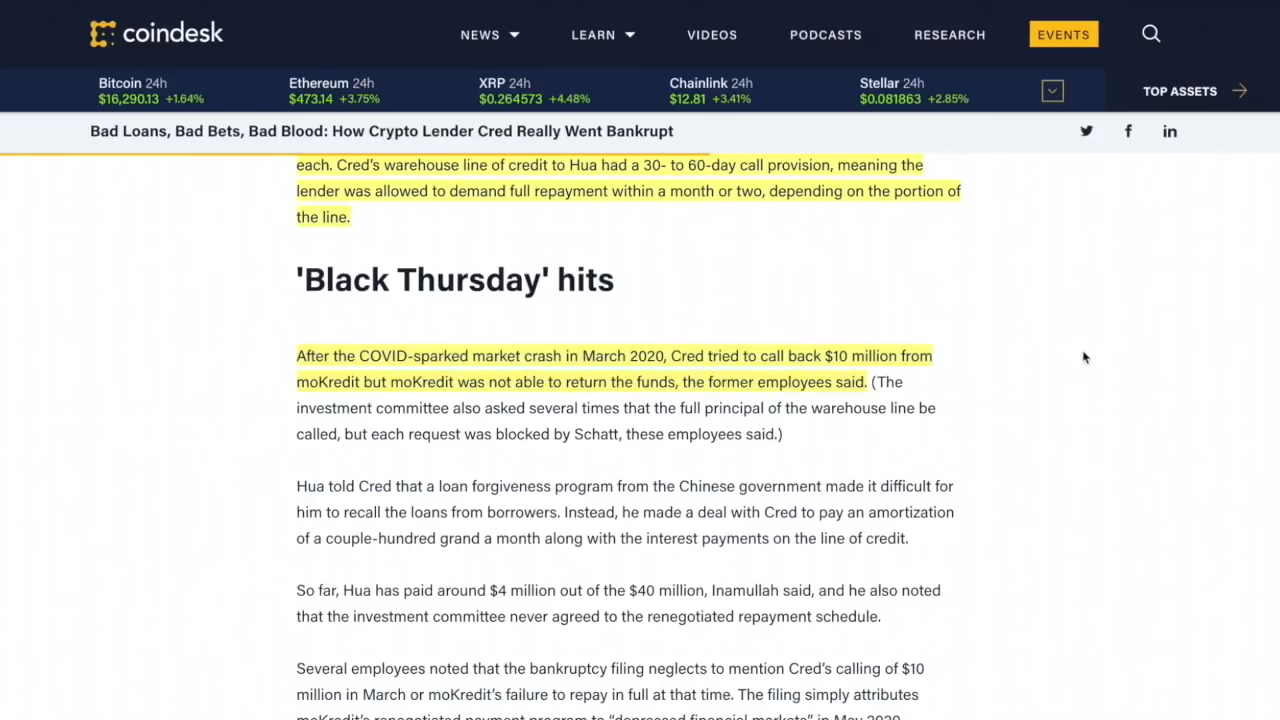 coindesk
NEWS
LEARN
VIDEOS
PODCASTS
RESEARCH
EVENTS
Bitcoin 24h
$16,290.13 +1.64%
Ethereum 24h
$473.14 +3.75%
XRP 24h
$0.264573 +4.48%
Chainlink 24h
$12.81 +3.41%
Stellar 24h
$0.081863 +2.85%
TOP ASSETS
Bad Loans, Bad Bets, Bad Blood: How Crypto Lender Cred Really Went Bankrupt
each. Cred's warehouse line of credit to Hua had a 30- to 60-day call provision, meaning the
lender was allowed to demand full repayment within a month or two, depending on the portion of
the line.
'Black Thursday' hits
After the COVID-sparked market crash in March 2020, Cred tried to call back $10 million from
moKredit but moKredit was not able to return the funds, the former employees said. (The
investment committee also asked several times that the full principal of the warehouse line be
called, but each request was blocked by Schatt, these employees said.)
Hua told Cred that a loan forgiveness program from the Chinese government made it difficult for
him to recall the loans from borrowers. Instead, he made a deal with Cred to pay an amortization
of a couple-hundred grand a month along with the interest payments on the line of credit.
So far, Hua has paid around $4 million out of the $40 million, Inamullah said, and he also noted
that the investment committee never agreed to the renegotiated repayment schedule.
Several employees noted that the bankruptcy filing neglects to mention Cred's calling of $10
million in March or moKredit's failure to repay in full at that time. The filing simply attributes
moKredit's renegotiated payment program to "depressed financial markets" in May 2020.